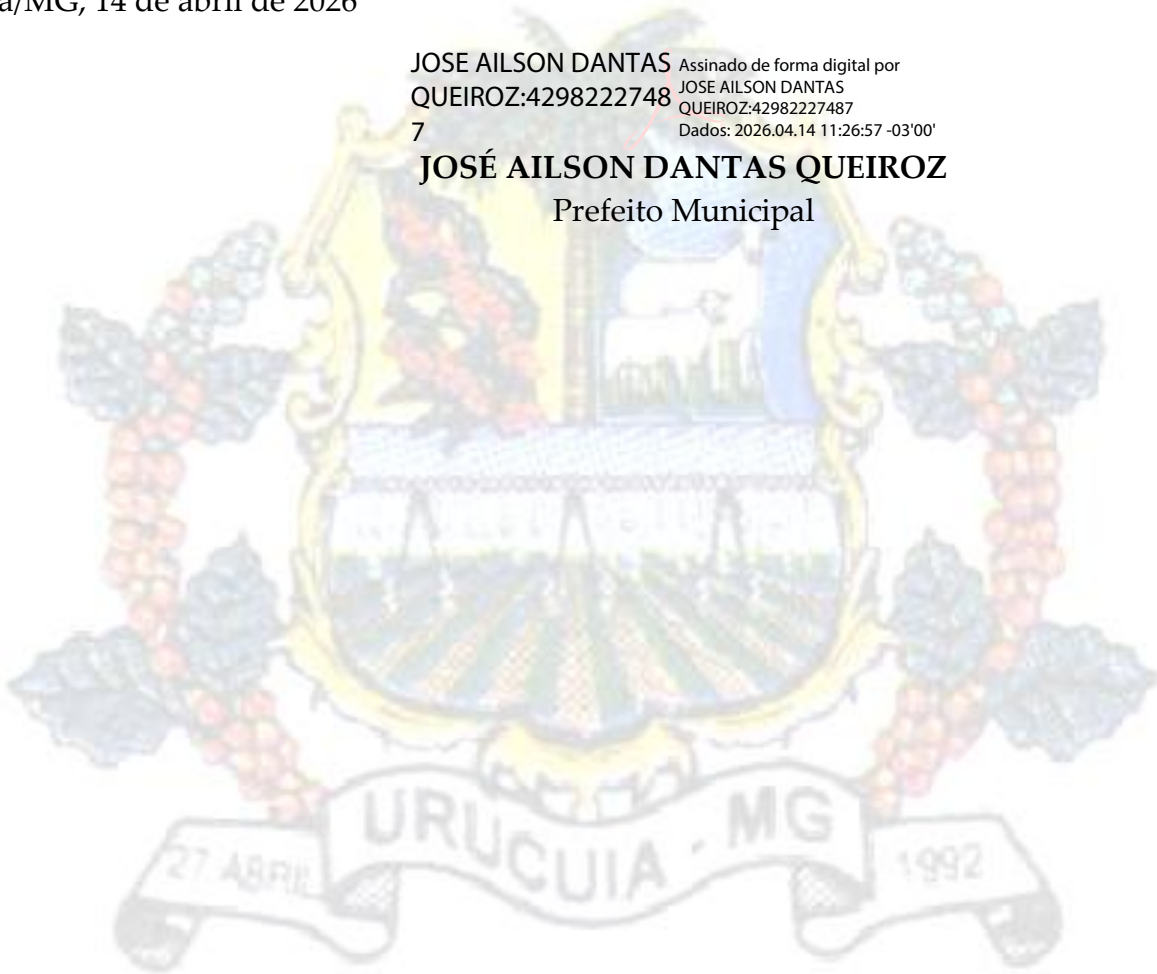 a/MG, 14 de abril de 2026
JOSE AILSON DANTAS
QUEIROZ:4298222748
7
Assinado de forma digital por
JOSE AILSON DANTAS
QUEIROZ:42982227487
Dados: 2026.04.14 11:26:57 -03'00'
JOSÉ AILSON DANTAS QUEIROZ
Prefeito Municipal
27 ABRIL
URUCUIA - MG
1992